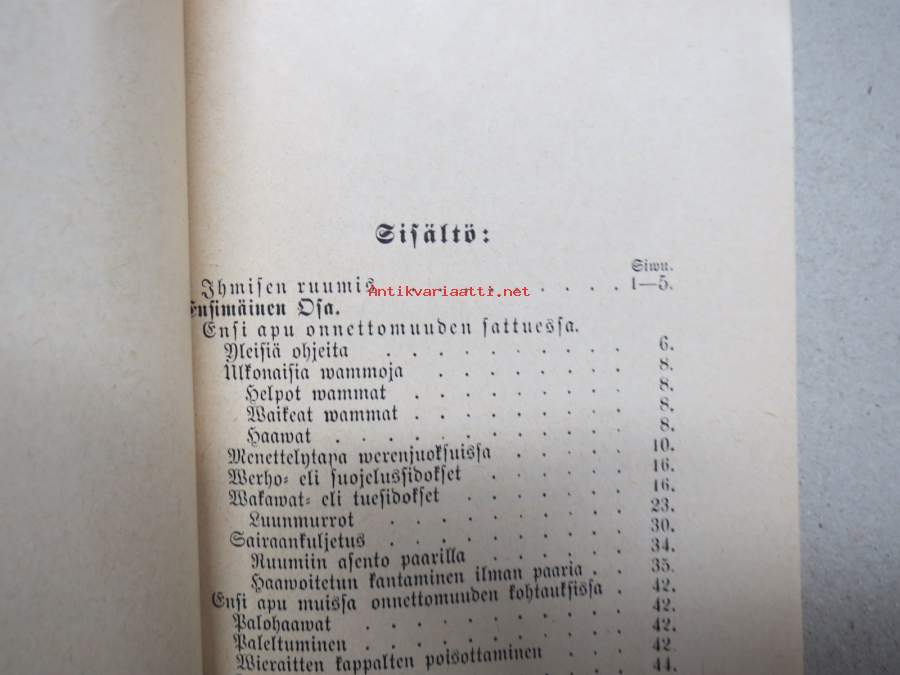 Sisältö:
Siwu.
Ihmisen ruumis . . . . . . . 1—5.
Antikvariaatti.net
Ensimäinen Osa.
Ensi apu onnettomuuden sattuessa.
Yleisiä ohjeita . . . . . . . 6.
Ulkonaisia wammoja . . . . . . 8.
Helpot wammat . . . . . . . 8.
Waikeat wammat . . . . . . . 8.
Haawat . . . . . . . . . 8.
Menettelytapa werenjuoksuissa . . . . . 10.
Werho- eli suojelussidokset . . . . . . 16.
Wakawat- eli tuesidokset . . . . . . 16.
Luunmurrot . . . . . . . . 23.
Sairaankuljetus . . . . . . . . 30.
Ruumiin asento paarilla . . . . . 34.
Haawoitetun kantaminen ilman paaria . . 35.
Ensi apu muissa onnettomuuden kohtauksissa . 42.
Palohaawat . . . . . . . . 42.
Paleltuminen . . . . . . . . 42.
Wieraitten kappalten poisottaminen . . . 42.
44.